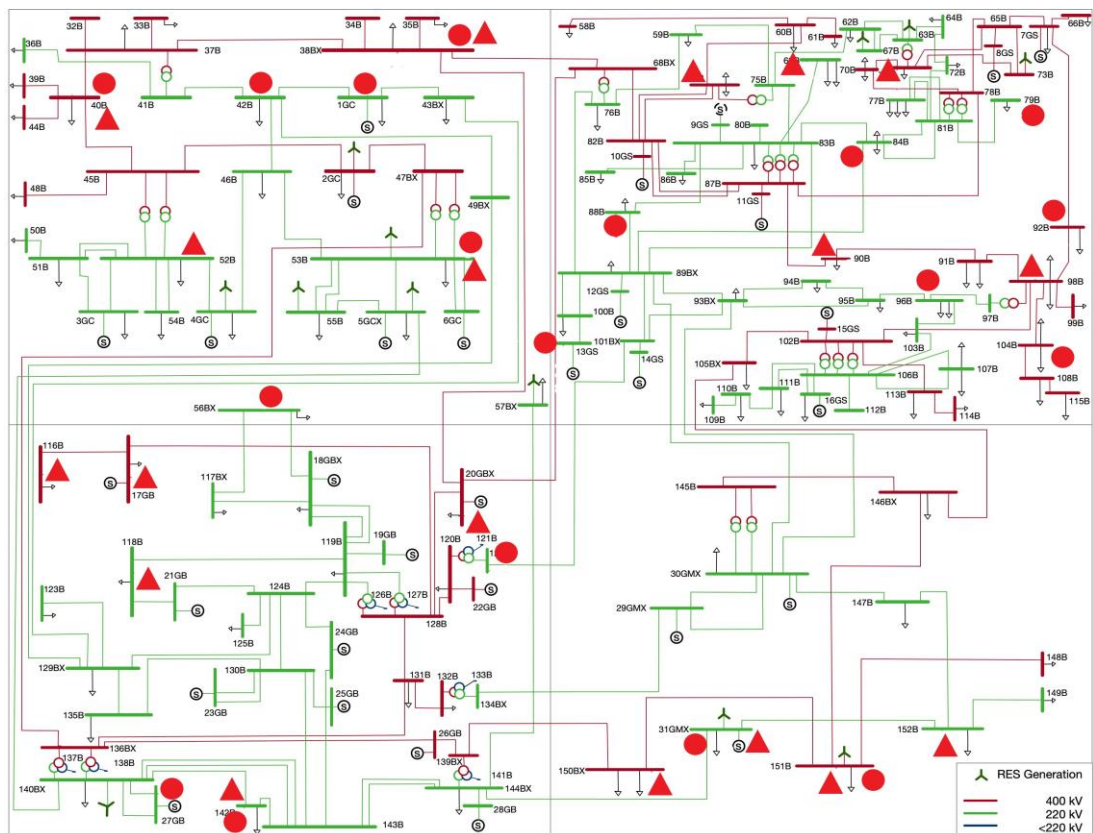 32B 33B 34B 35B
36B 37B 38BX
39B 40B 41B 42B 1GC 43BX
44B
45B 46B 2GC 47BX
48B 49BX
50B
51B 52B 53B
3GC 54B 4GC 55B 5GCX 6GC
56BX 57BX
58B 59B 60B 61B 62B 63B 64B 65B 66B
7GS
67B 8GS
68BX 70B 72B 73B
75B 76B 77B 78B 79B
9GS 80B 81B
82B 83B 84B
10GS 85B 86B 87B
11GS
88B
89BX 90B 91B 92B
12GS 93BX 94B 95B 96B 97B 98B
99B
100B 101BX 13GS 14GS
15GS 102B 103B 104B
105BX 106B 107B 108B
109B 110B 111B 16GS 112B 113B 114B 115B
116B 17GB 117BX 18GBX 20GBX
118B 119B 19GB 120B 121B
21GB 22GB
123B 124B 125B 126B 127B 128B
24GB
129BX 130B 131B 132B 133B
23GB 25GB 134BX
135B 136BX 26GB
137B 138B 139BX 141B
140BX 27GB 143B 144BX 28GB
145B 146BX
30GMX
29GMX 147B
148B
149B
31GMX 152B
150BX 151B
S S S S S S S S S S S S S S S S S S S S S S S S S S S S S S
RES Generation
400 kV
220 kV
<220 kV